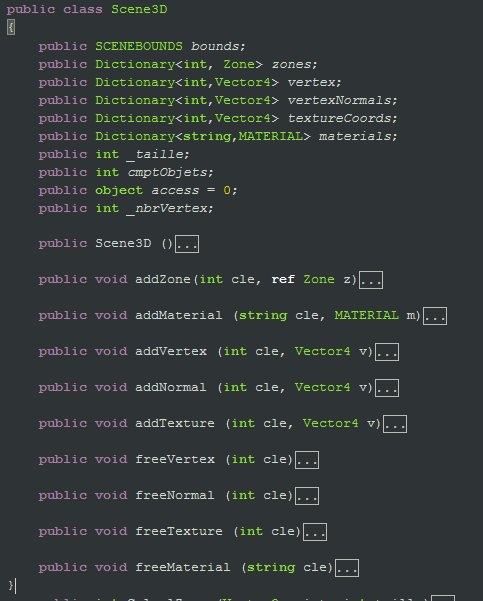 public class Scene3D
{
public SCENEBOUNDS bounds;
public Dictionary<int, Zone> zones;
public Dictionary<int,Vector4> vertex;
public Dictionary<int,Vector4> vertexNormals;
public Dictionary<int,Vector4> textureCoords;
public Dictionary<string,MATERIAL> materials;
public int _taille;
public int cmptObjets;
public object access = 0;
public int _nbrVertex;
public Scene3D ()...
public void addZone(int cle, ref Zone z)...
public void addMaterial (string cle, MATERIAL m)...
public void addVertex (int cle, Vector4 v)...
public void addNormal (int cle, Vector4 v)...
public void addTexture (int cle, Vector4 v)...
public void freeVertex (int cle)...
public void freeNormal (int cle)...
public void freeTexture (int cle)...
public void freeMaterial (string cle)...
}